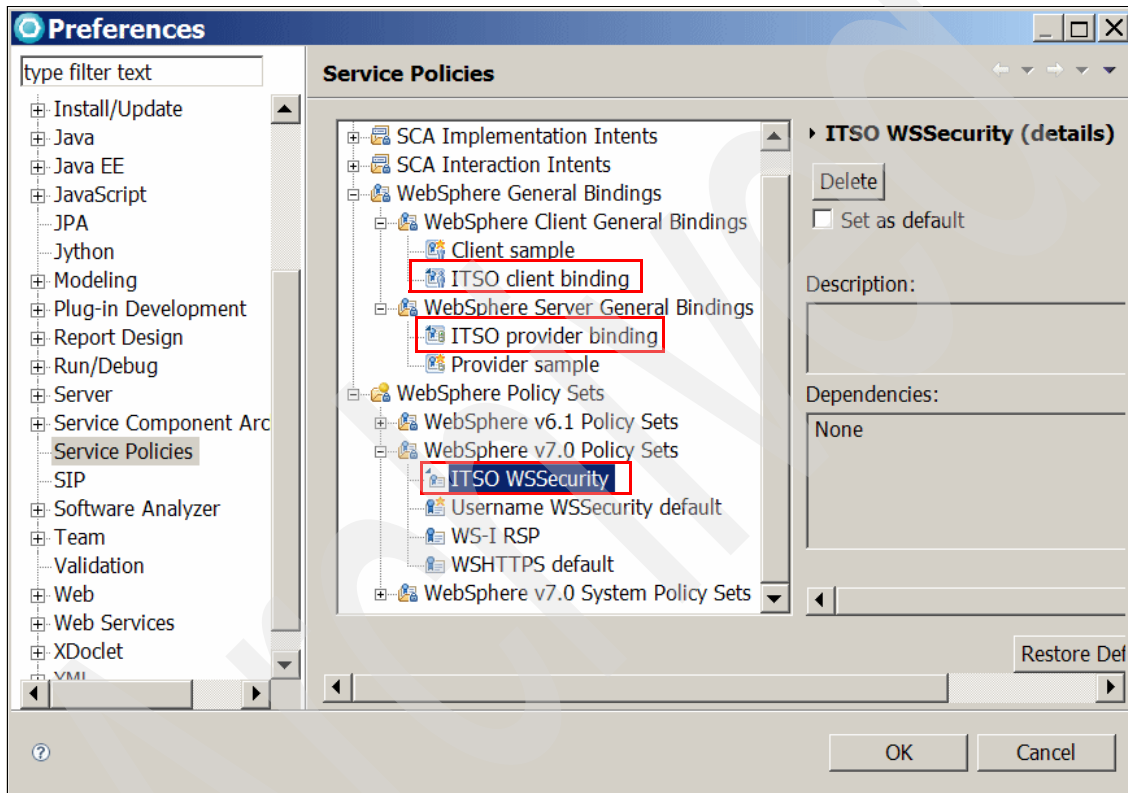 Preferences
type filter text
Install/Update
Java
Java EE
JavaScript
JPA
Jython
Modeling
Plug-in Development
Report Design
Run/Debug
Server
Service Component Arc
Service Policies
SIP
Software Analyzer
Team
Validation
Web
Web Services
XDoclet
XML
Service Policies
SCA Implementation Intents
SCA Interaction Intents
WebSphere General Bindings
WebSphere Client General Bindings
Client sample
ITSO client binding
WebSphere Server General Bindings
ITSO provider binding
Provider sample
WebSphere Policy Sets
WebSphere v6.1 Policy Sets
WebSphere v7.0 Policy Sets
ITSO WSSecurity
Username WSSecurity default
WS-I RSP
WSHTTPS default
WebSphere v7.0 System Policy Sets
ITSO WSSecurity (details)
Delete
Set as default
Description:
Dependencies:
None
Restore Def
OK
Cancel